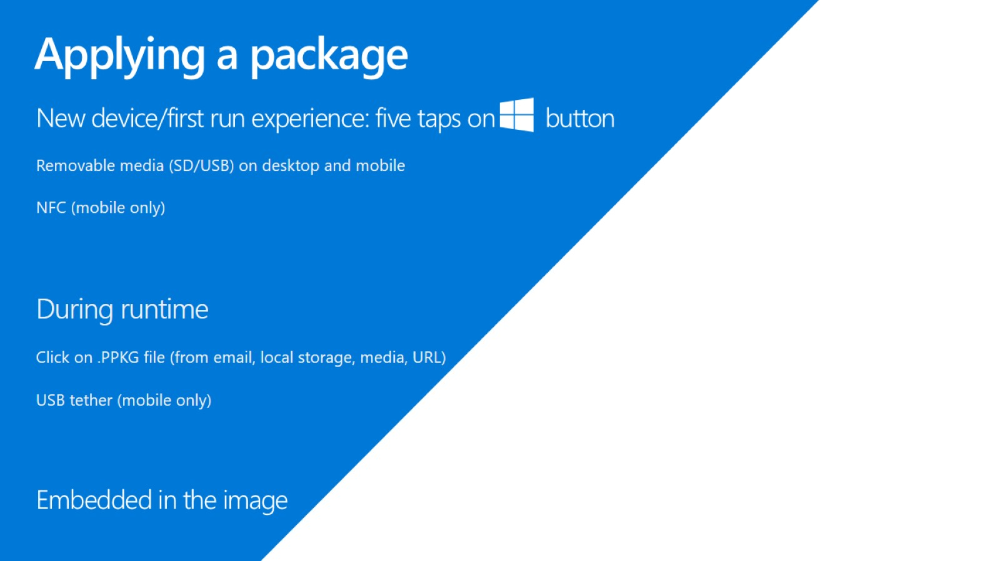 Applying a package
New device/first run experience: five taps on button
Removable media (SD/USB) on desktop and mobile
NFC (mobile only)
During runtime
Click on .PPKG file (from email, local storage, media, URL)
USB tether (mobile only)
Embedded in the image